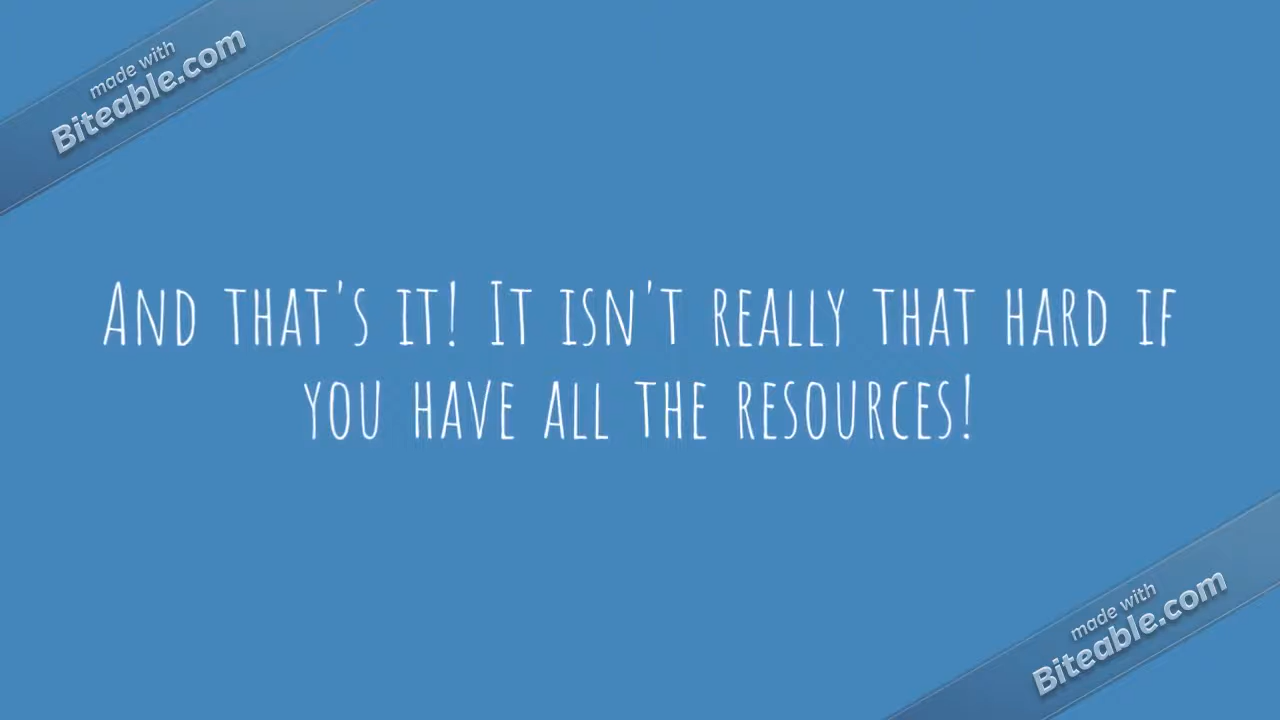 made with
Biteable.com
And that's it! It isn't really that hard if
you have all the resources!
made with
Biteable.com